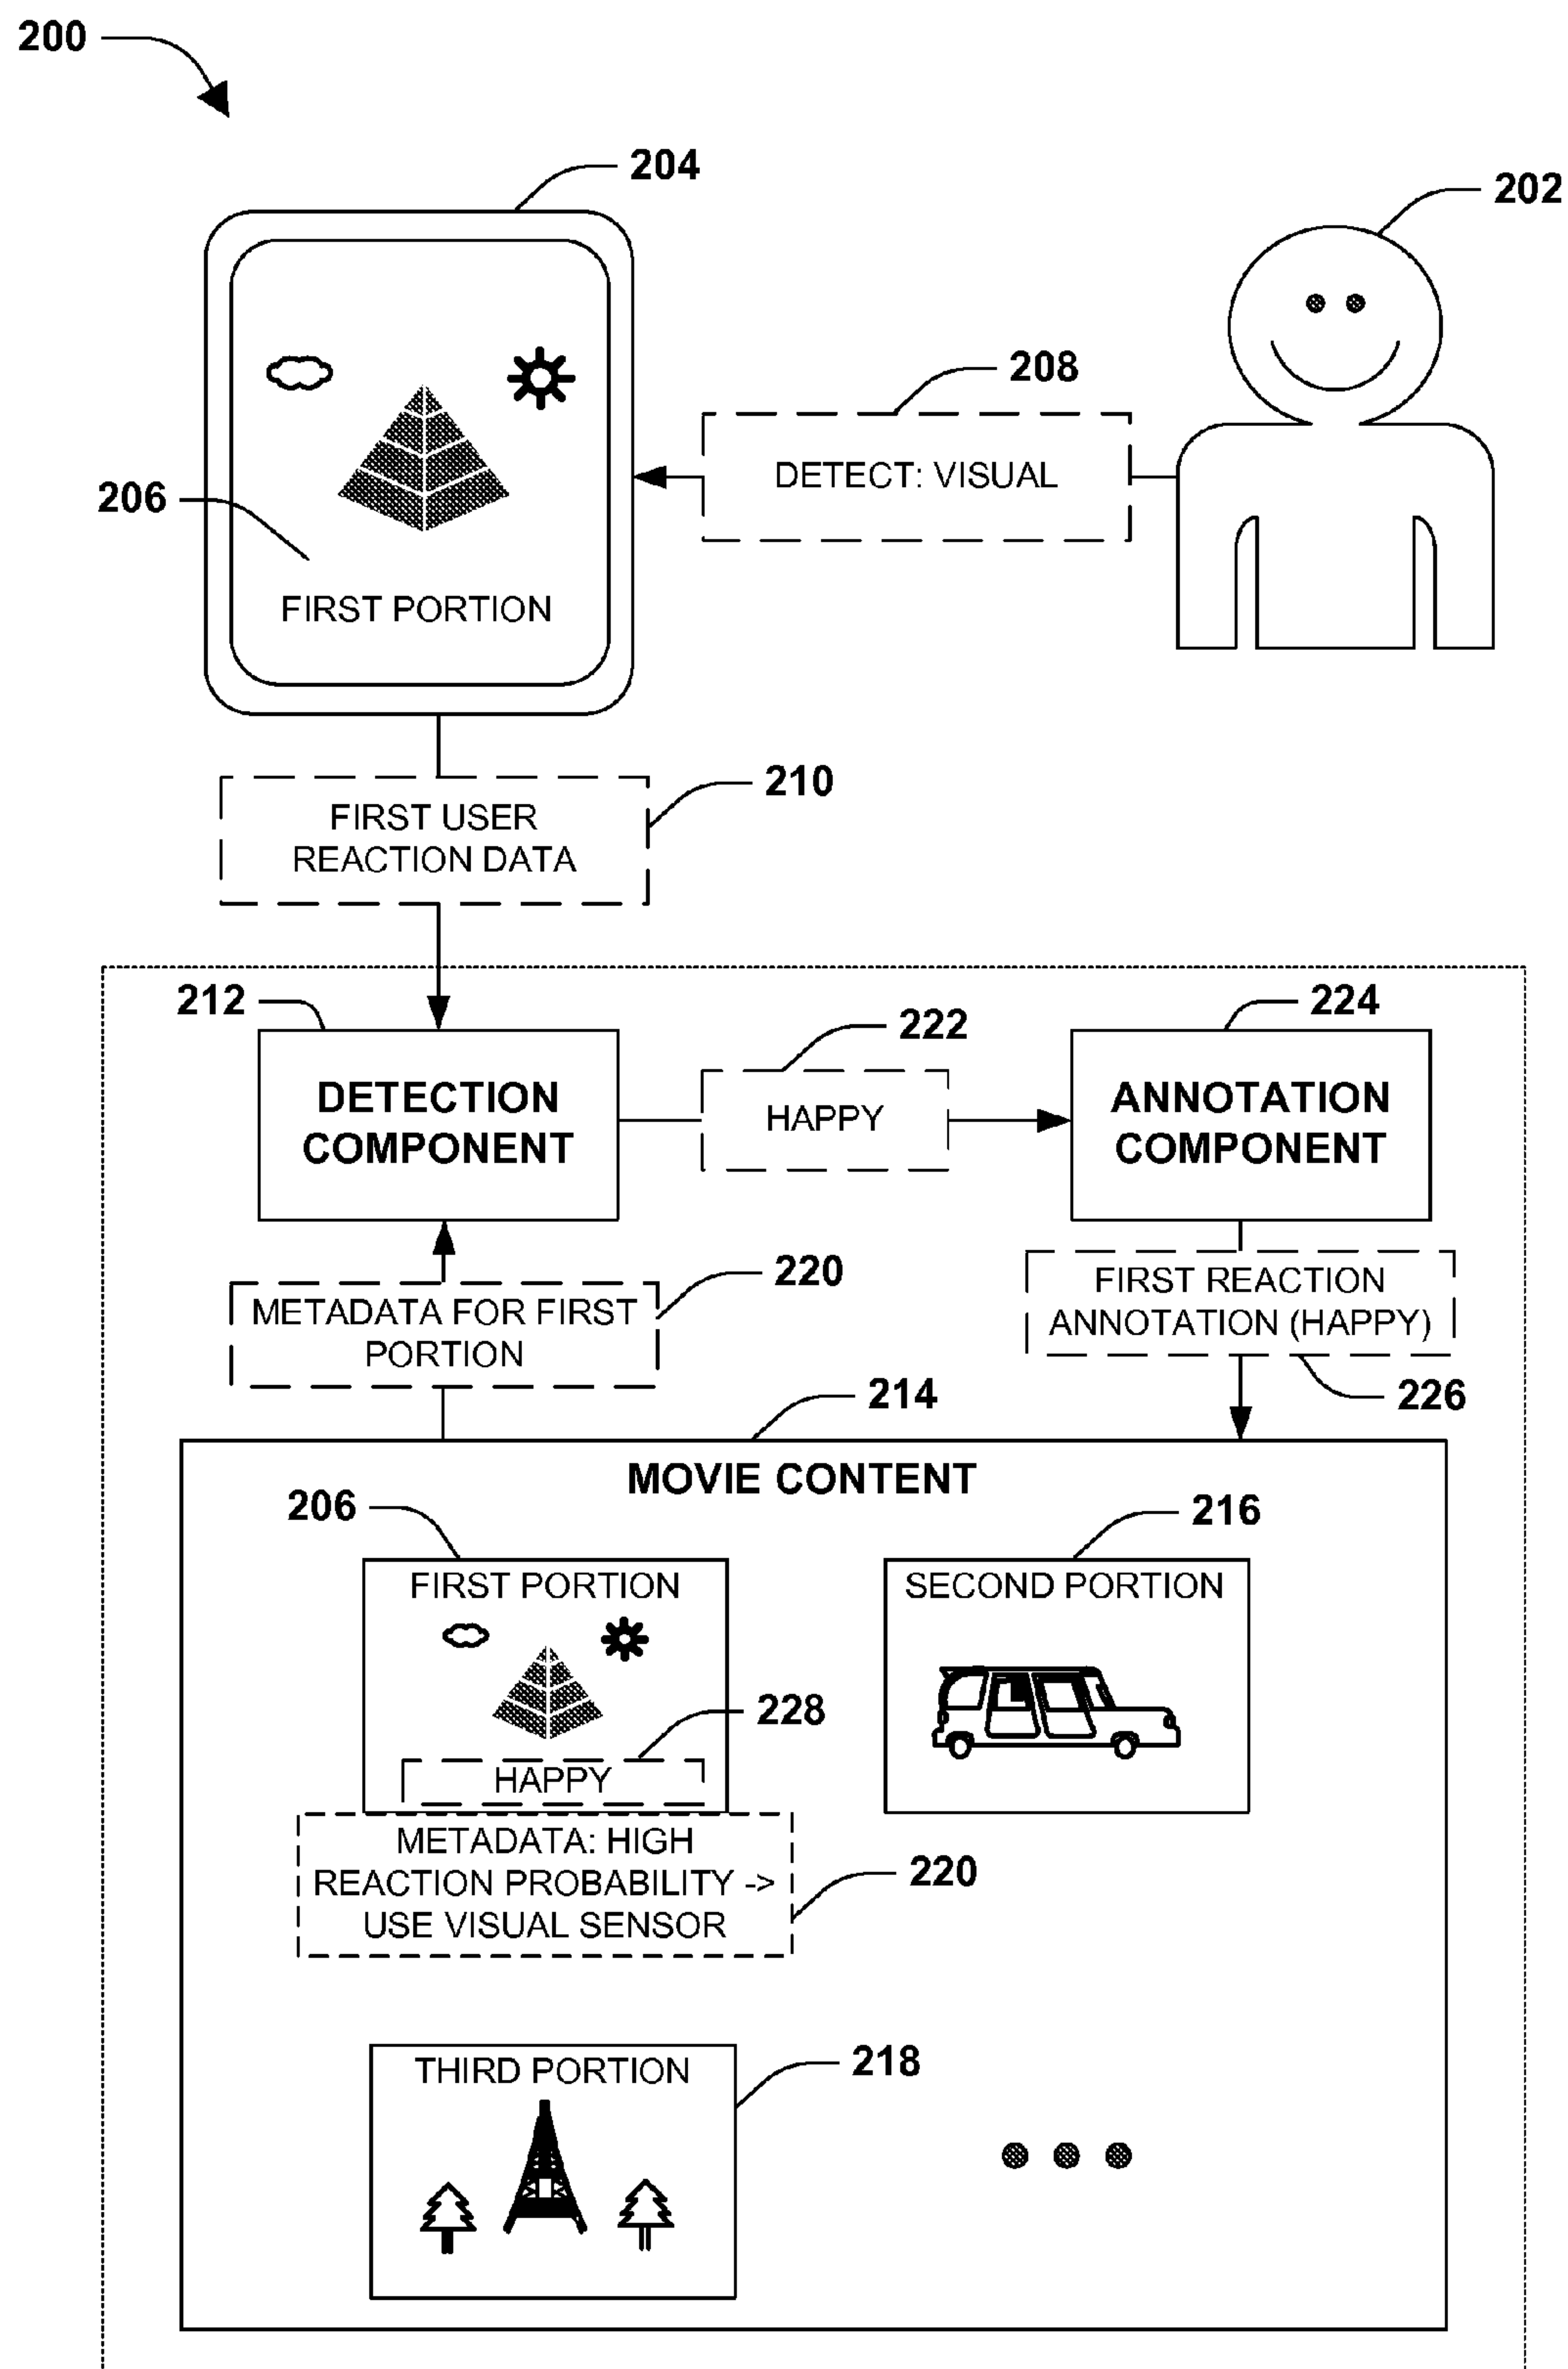 200
204
202
208
DETECT: VISUAL
206
FIRST PORTION
210
FIRST USER
REACTION DATA
212
224
222
DETECTION
COMPONENT
HAPPY
ANNOTATION
COMPONENT
220
METADATA FOR FIRST
PORTION
FIRST REACTION
ANNOTATION (HAPPY)
226
214
MOVIE CONTENT
206
216
FIRST PORTION
SECOND PORTION
228
HAPPY
METADATA: HIGH
REACTION PROBABILITY ->
USE VISUAL SENSOR
220
218
THIRD PORTION